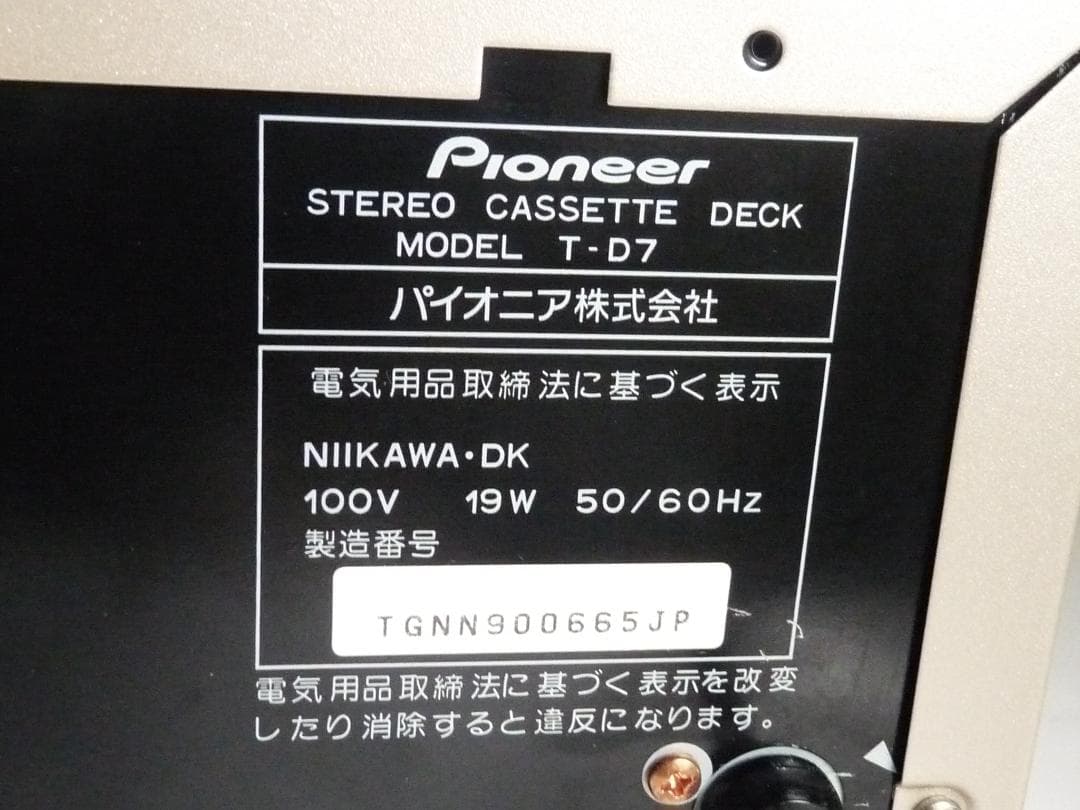 Pioneer
STEREO CASSETTE DECK
MODEL T-D7
パイオニア株式会社
電気用品取締法に基づく表示
NIIKAWA・DK
100V 19W 50/60Hz
製造番号
TGNN900665JP
電気用品取締法に基づく表示を改変
したり消除すると違反になります。